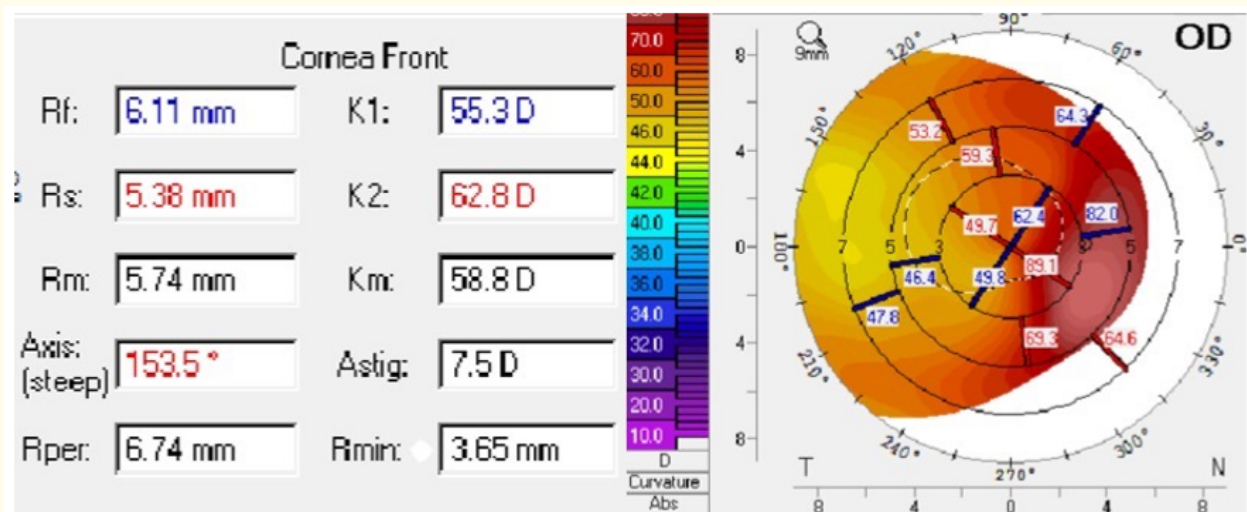 Cornea Front
Rf: 6.11 mm K1: 55.3 D
Rs: 5.38 mm K2: 62.8 D
Rm: 5.74 mm Km: 58.8 D
Axis: (steep) 153.5 ° Astig: 7.5 D
Rper: 6.74 mm Rmin: 3.65 mm
70.0
60.0
50.0
46.0
44.0
42.0
40.0
38.0
36.0
34.0
32.0
30.0
20.0
10.0
D
Curvature
Abs
9mm
OD
90°
120° 60°
150° 30°
180° 0°
210° 330°
240° 300°
270°
8
4
0
4
8
53.2 64.3
59.3
62.4 82.0
49.7
7 5 3 5 7
89.1
46.4 49.8
47.8
69.3 64.6
T N
8 4 0 4 8